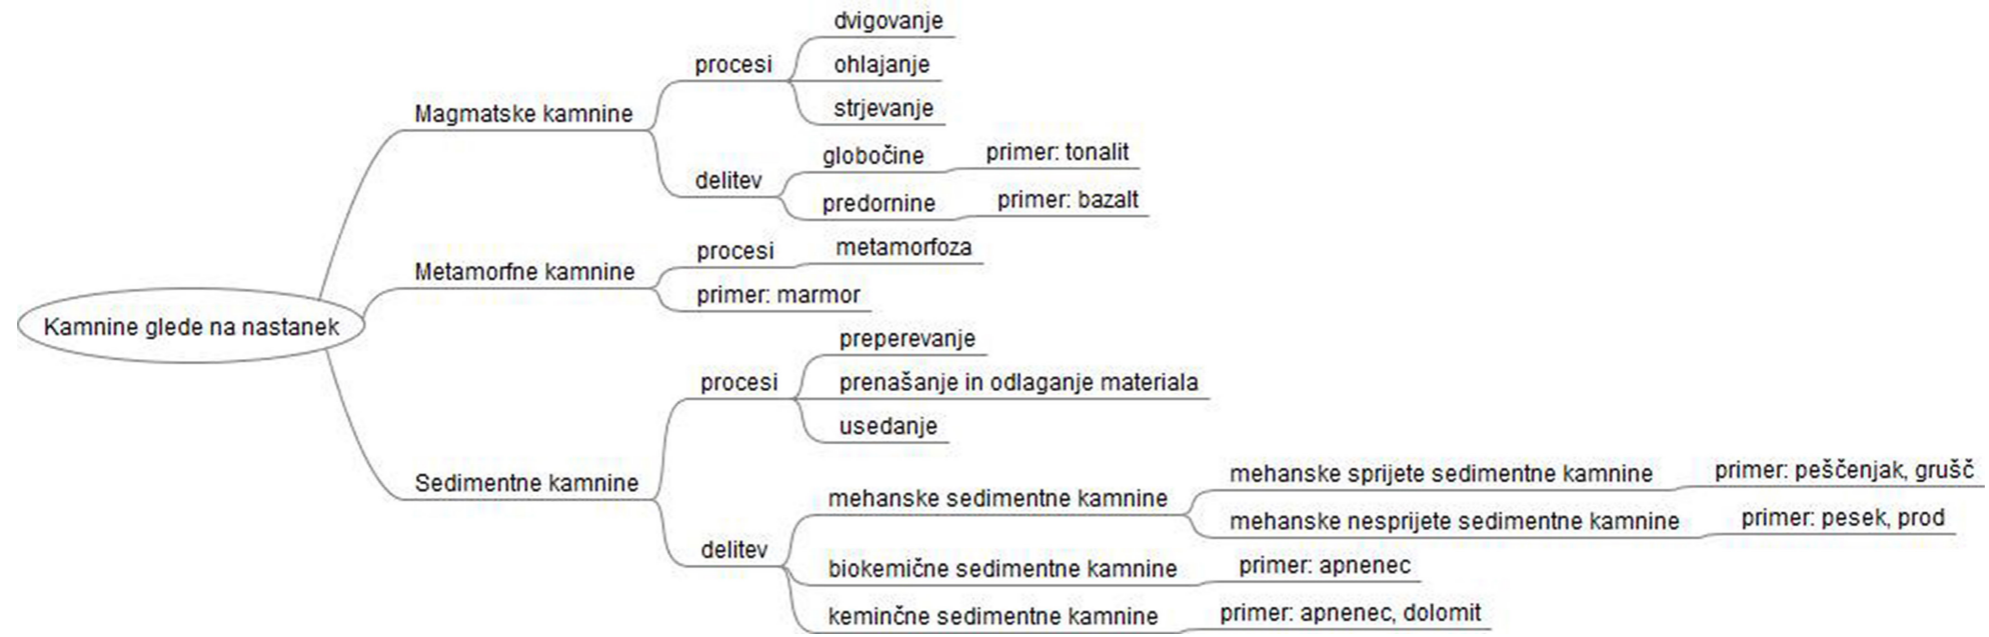 Kamnine glede na nastanek
Magmatske kamnine
procesi
dvigovanje
ohlajanje
strjevanje
delitev
globočine
primer: tonalit
predornine
primer: bazalt
Metamorfne kamnine
procesi
metamorfoza
primer: marmor
Sedimentne kamnine
procesi
preperevanje
prenašanje in odlaganje materiala
usedanje
delitev
mehanske sedimentne kamnine
mehanske sprijete sedimentne kamnine
primer: peščenjak, grušč
mehanske nesprijete sedimentne kamnine
primer: pesek, prod
biokemične sedimentne kamnine
primer: apnenec
keminčne sedimentne kamnine
primer: apnenec, dolomit